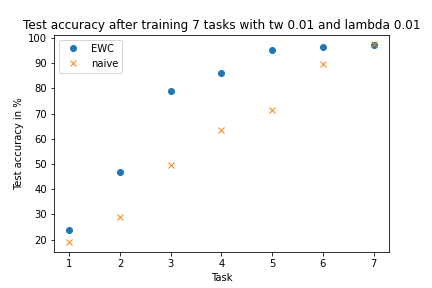 Test accuracy after training 7 tasks with tw 0.01 and lambda 0.01
EWC
naive
Test accuracy in %
100
90
80
70
60
50
40
30
20
1 2 3 4 5 6 7
Task